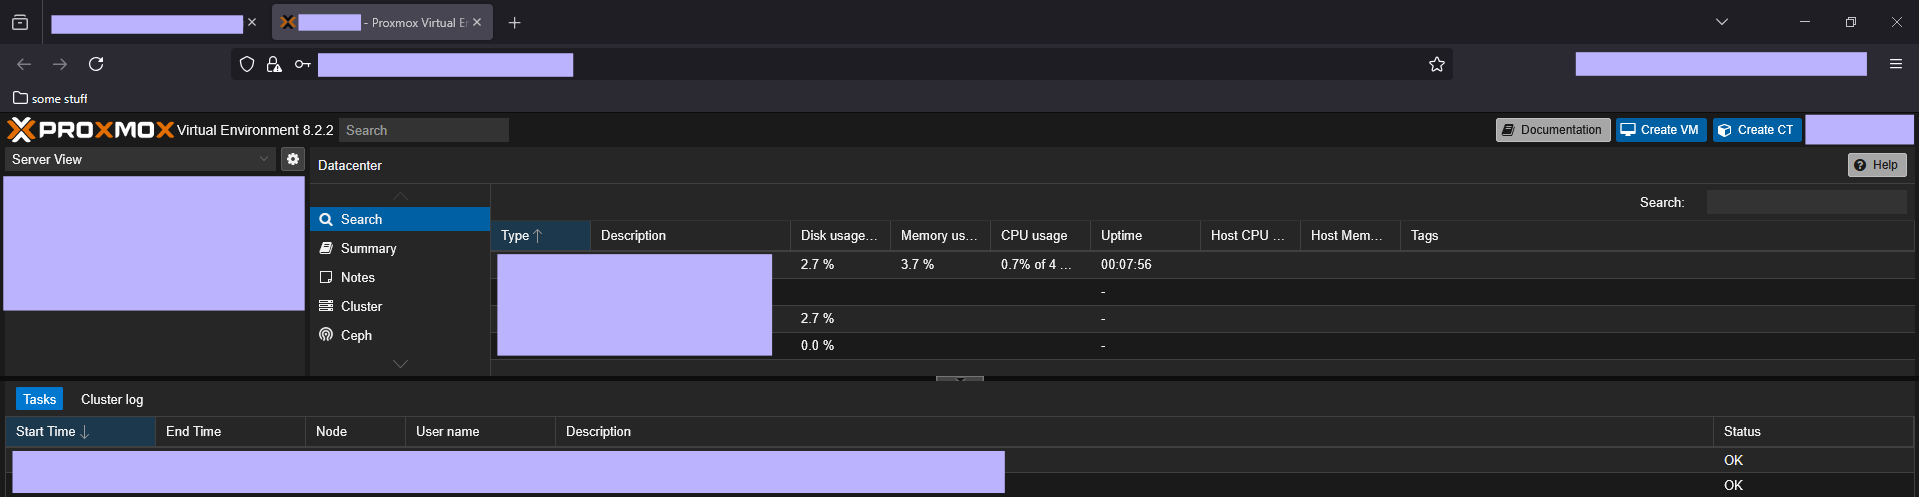 - Proxmox Virtual E
some stuff
PROXMOX Virtual Environment 8.2.2 Search Documentation Create VM Create CT
Server View
Datacenter Help
Search:
Search
Summary
Notes
Cluster
Ceph
Type Description Disk usage... Memory us... CPU usage Uptime Host CPU ... Host Mem... Tags
2.7 % 3.7 % 0.7% of 4 ... 00:07:56
-
2.7 % -
0.0 % -
Tasks Cluster log
Start Time End Time Node User name Description Status
OK
OK